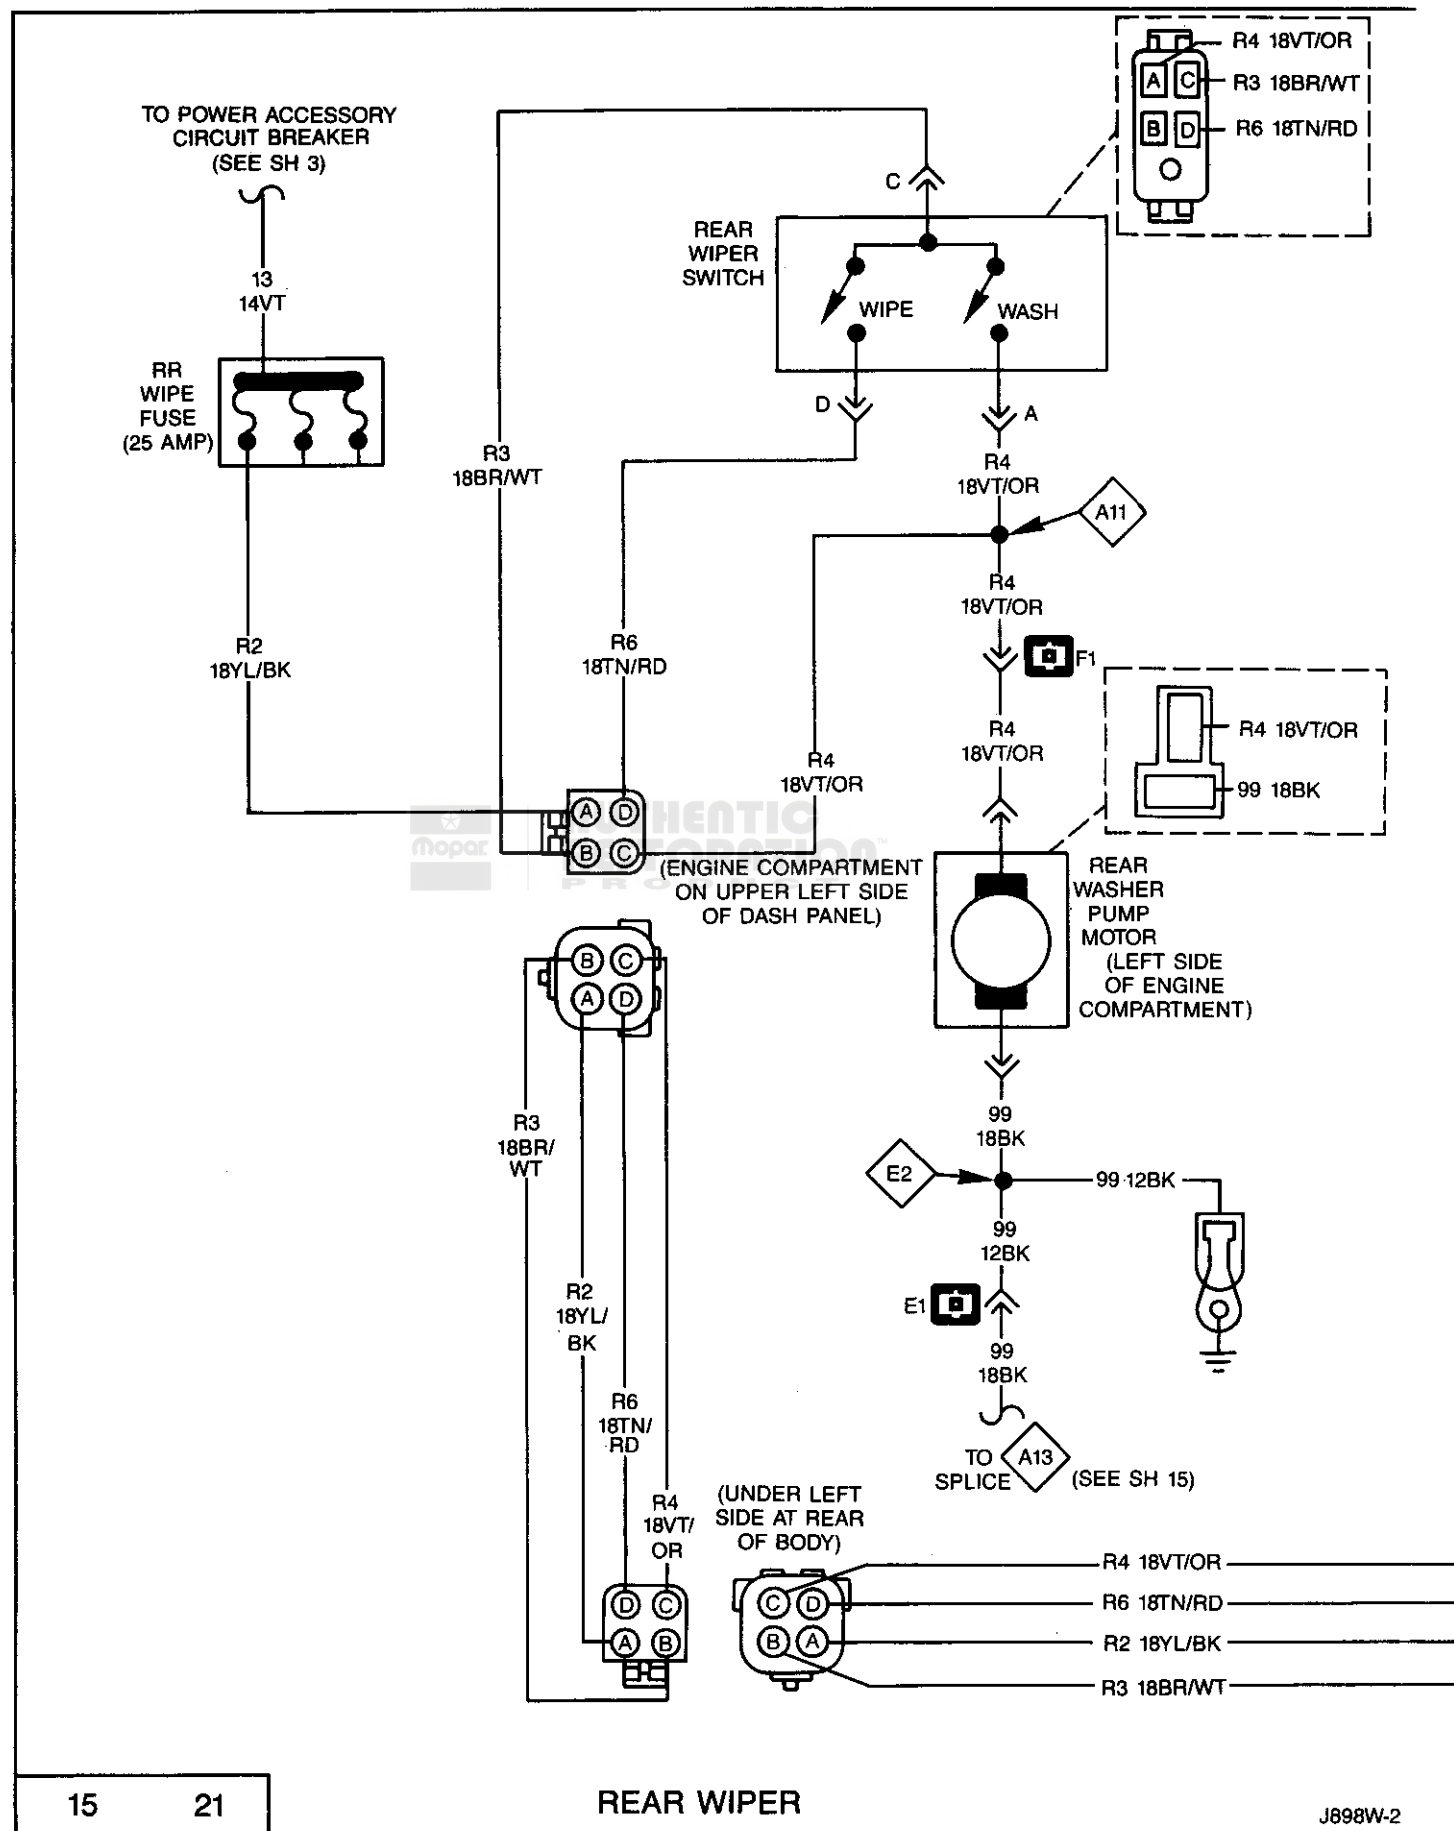 R4 18VT/OR
A
C
R3 18BR/WT
B
D
R6 18TN/RD
TO POWER ACCESSORY
CIRCUIT BREAKER
(SEE SH 3)
C
REAR
WIPER
SWITCH
WIPE
WASH
13
14VT
RR
WIPE
FUSE
(25 AMP)
D
A
R3
18BR/WT
R4
18VT/OR
A11
R4
18VT/OR
R2
18YL/BK
R6
18TN/RD
F1
R4
18VT/OR
R4
18VT/OR
R4 18VT/OR
99 18BK
A
D
B
C
Mopar
AUTHENTIC
RESTORATION™
PRODUCT
(ENGINE COMPARTMENT
ON UPPER LEFT SIDE
OF DASH PANEL)
REAR
WASHER
PUMP
MOTOR
(LEFT SIDE
OF ENGINE
COMPARTMENT)
B
C
A
D
R3
18BR/
WT
99
18BK
E2
99 12BK
99
12BK
R2
18YL/
BK
E1
99
18BK
R6
18TN/
RD
TO
SPLICE
A13
(SEE SH 15)
R4
18VT/
OR
(UNDER LEFT
SIDE AT REAR
OF BODY)
D
C
A
B
C
D
B
A
R4 18VT/OR
R6 18TN/RD
R2 18YL/BK
R3 18BR/WT
15 21
REAR WIPER
J898W-2